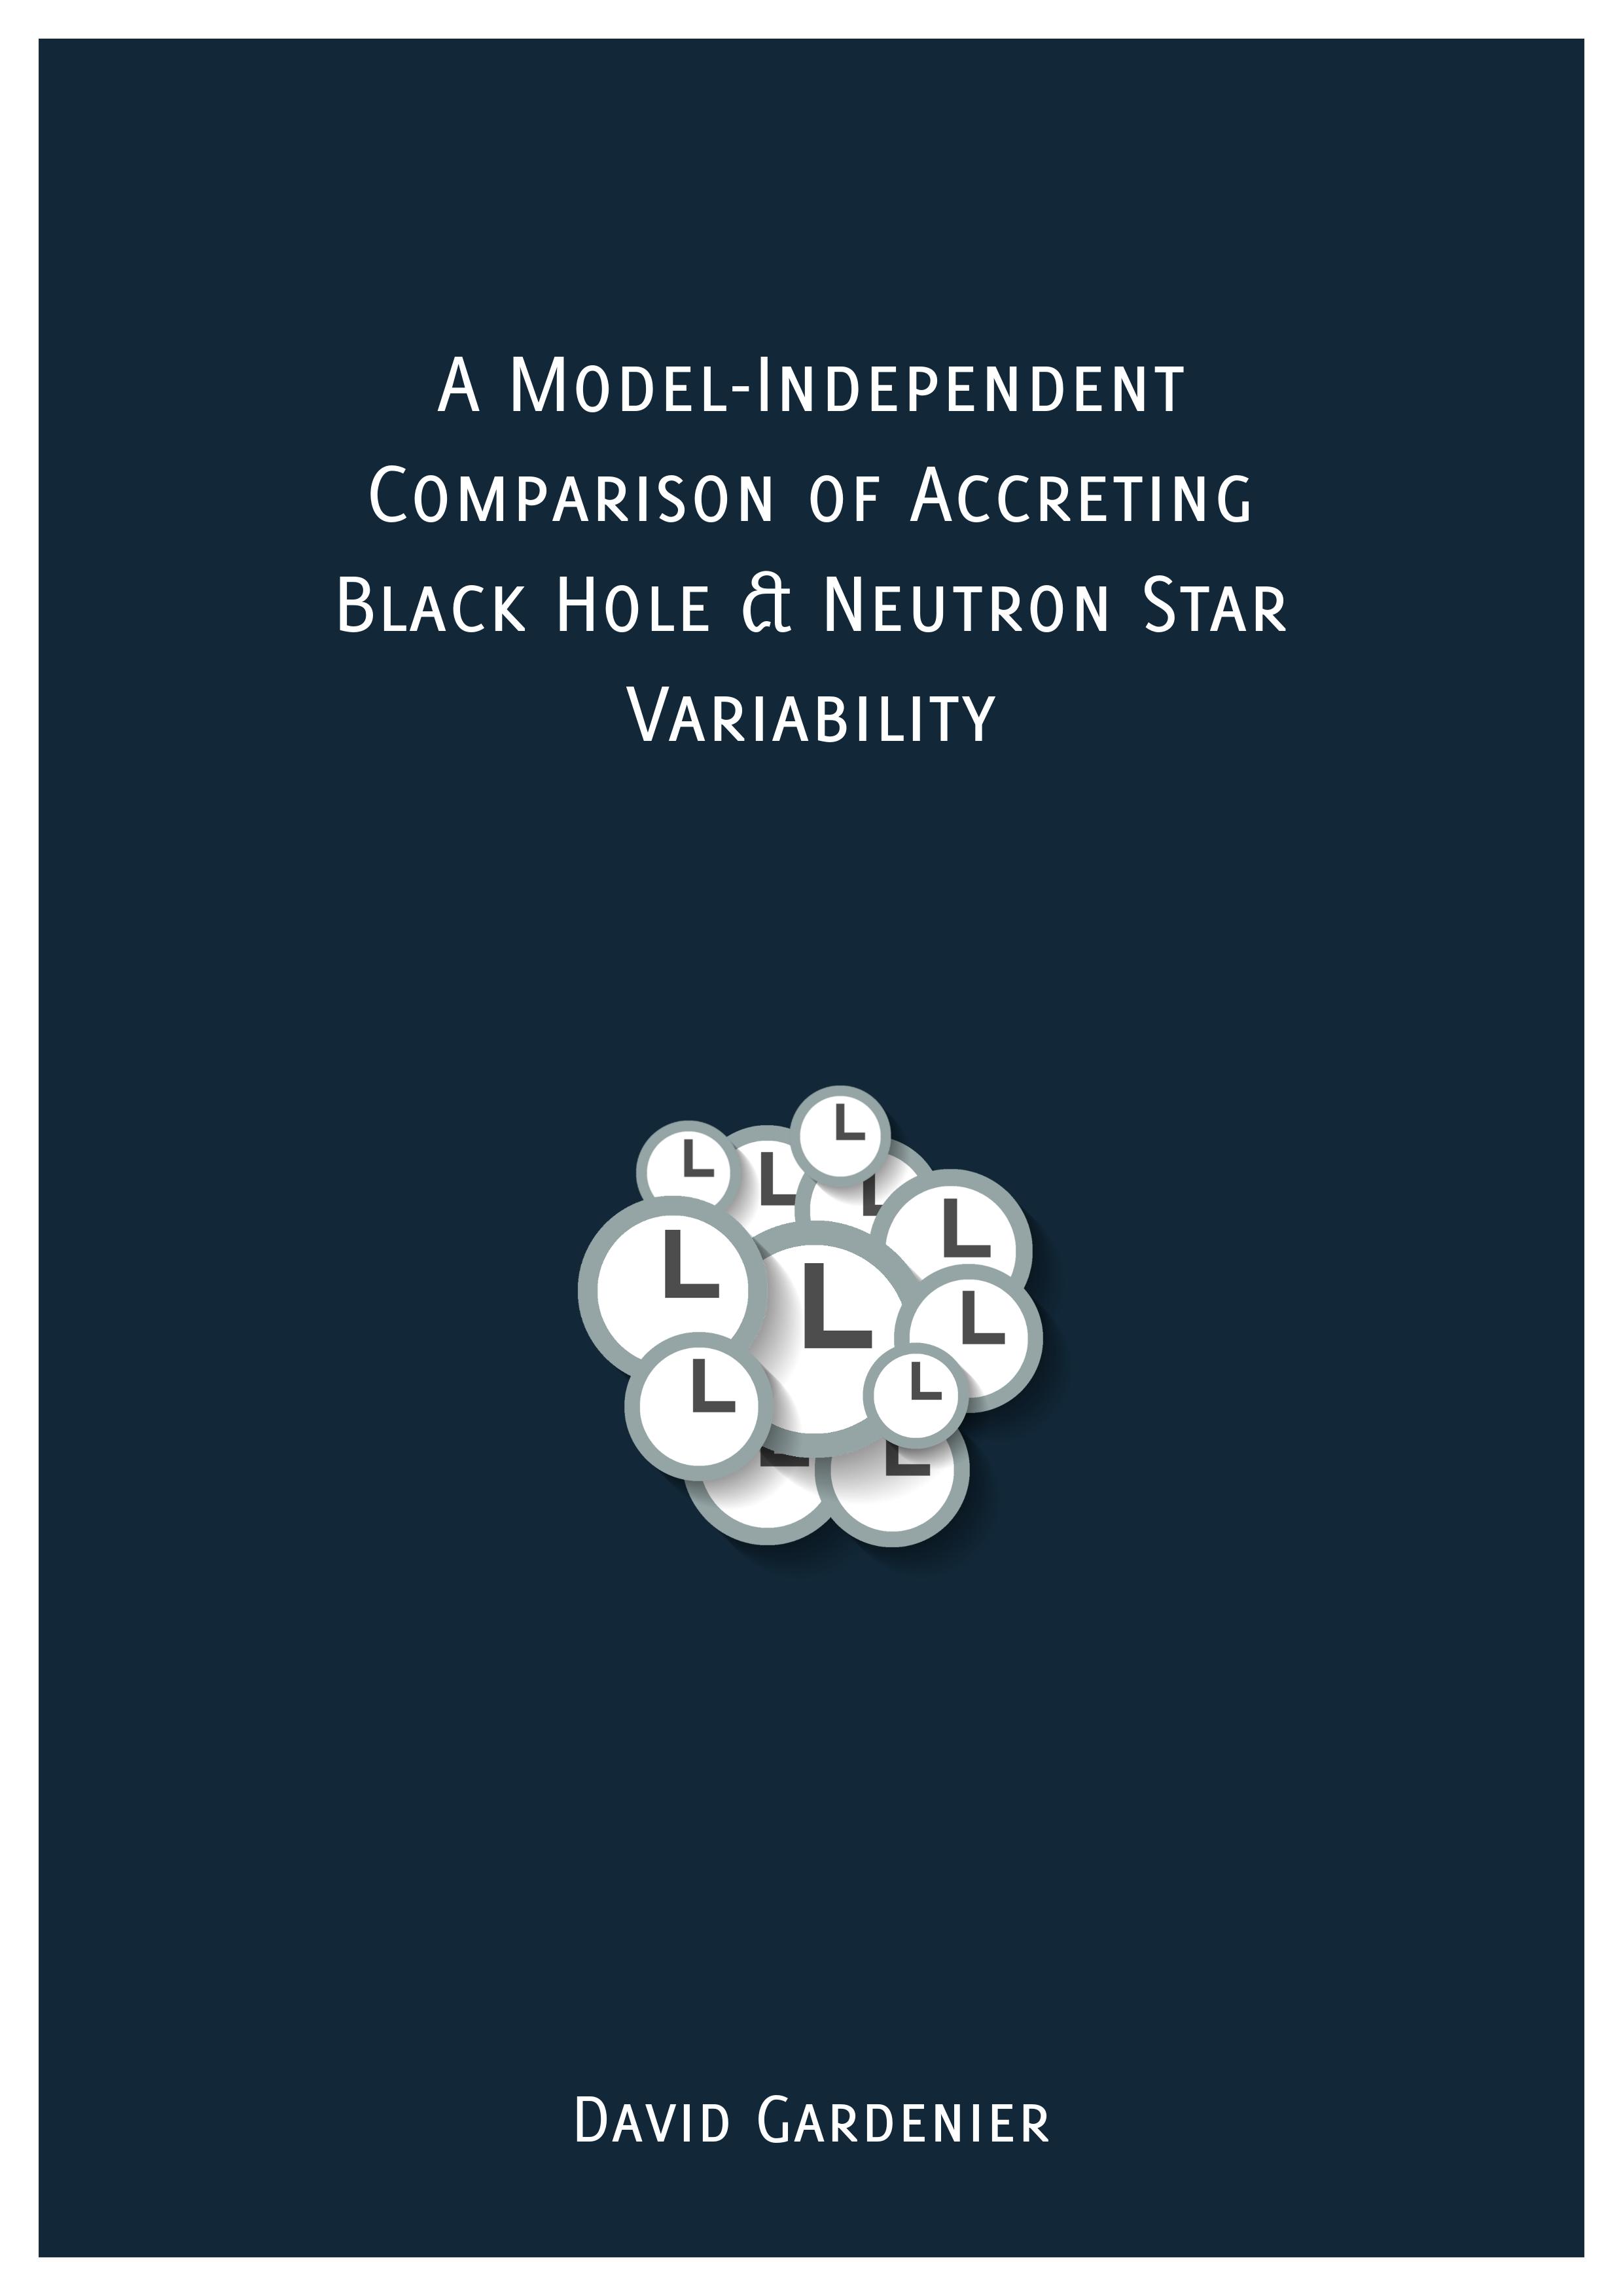 A Model-Independent
Comparison of Accreting
Black Hole & Neutron Star
Variability
David Gardenier